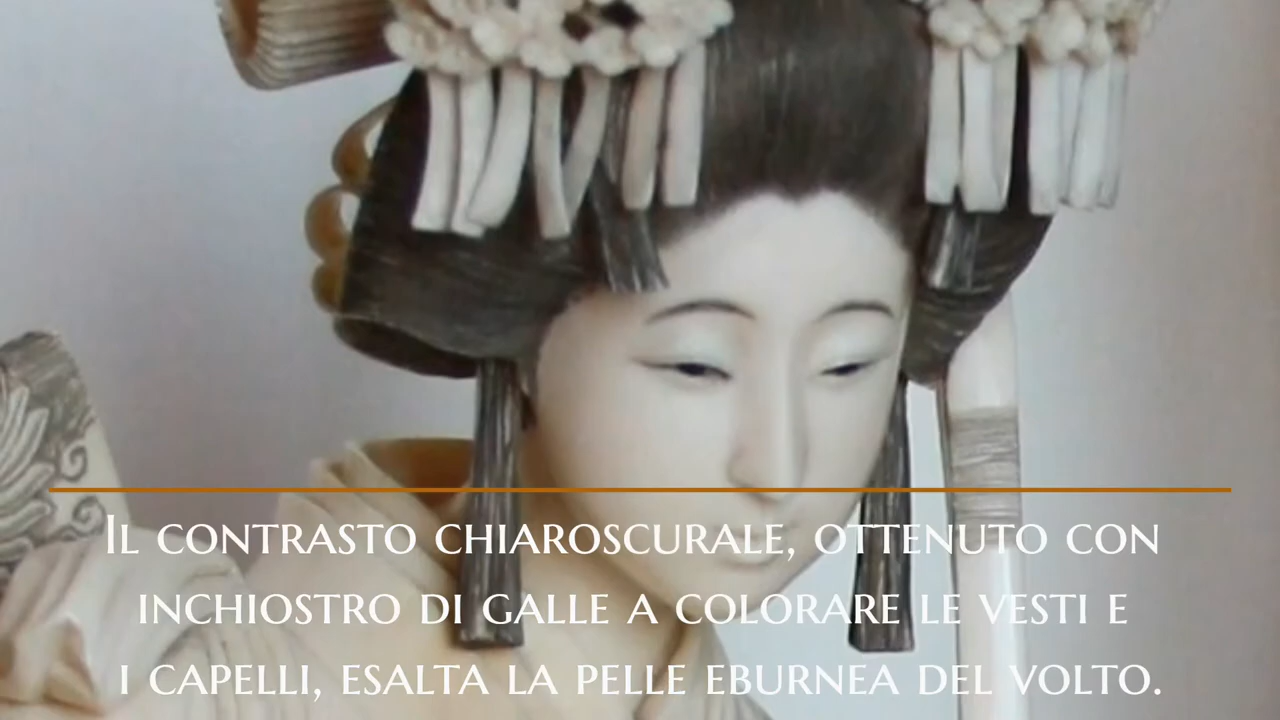 Il contrasto chiaroscurale, ottenuto con
inchiostro di galle a colorare le vesti e
i capelli, esalta la pelle eburnea del volto.